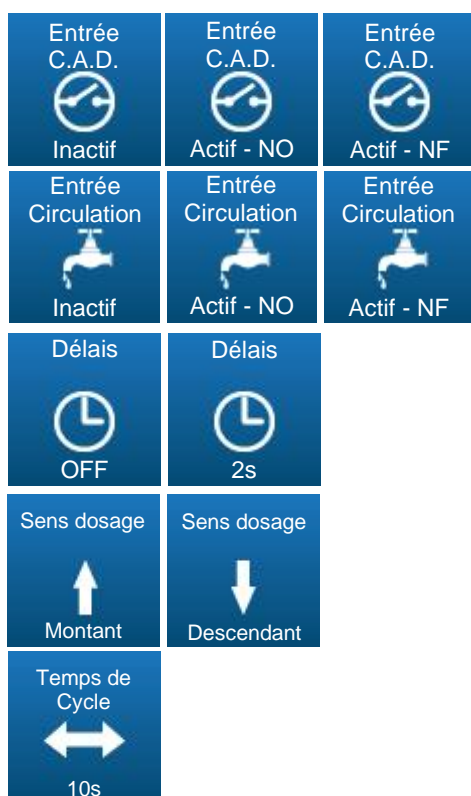 Entrée
C.A.D.
Inactif
Entrée
C.A.D.
Actif - NO
Entrée
C.A.D.
Actif - NF
Entrée
Circulation
Inactif
Entrée
Circulation
Actif - NO
Entrée
Circulation
Actif - NF
Délais
OFF
Délais
2s
Sens dosage
Montant
Sens dosage
Descendant
Temps de
Cycle
10s